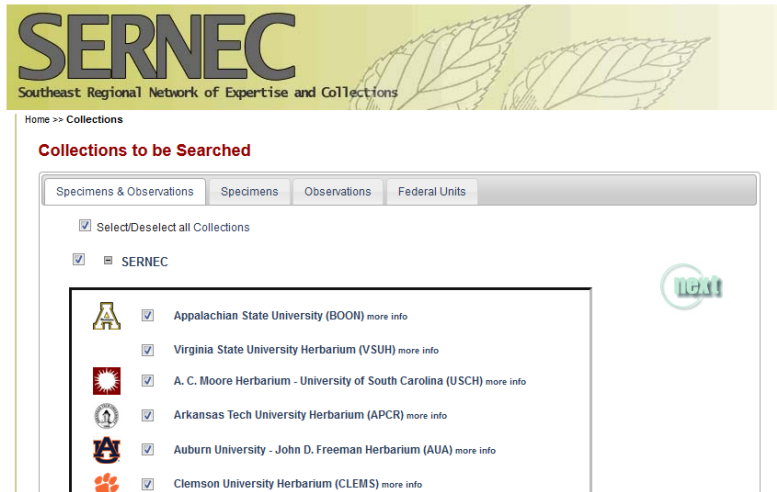 SERNEC
Southeast Regional Network of Expertise and Collections
Home >> Collections
Collections to be Searched
Specimens & Observations Specimens Observations Federal Units
Select/Deselect all Collections
SERNEC
next
A Appalachian State University (BOON) more info
Virginia State University Herbarium (VSUH) more info
A. C. Moore Herbarium - University of South Carolina (USCH) more info
Arkansas Tech University Herbarium (APCR) more info
AU Auburn University - John D. Freeman Herbarium (AUA) more info
Clemson University Herbarium (CLEMS) more info